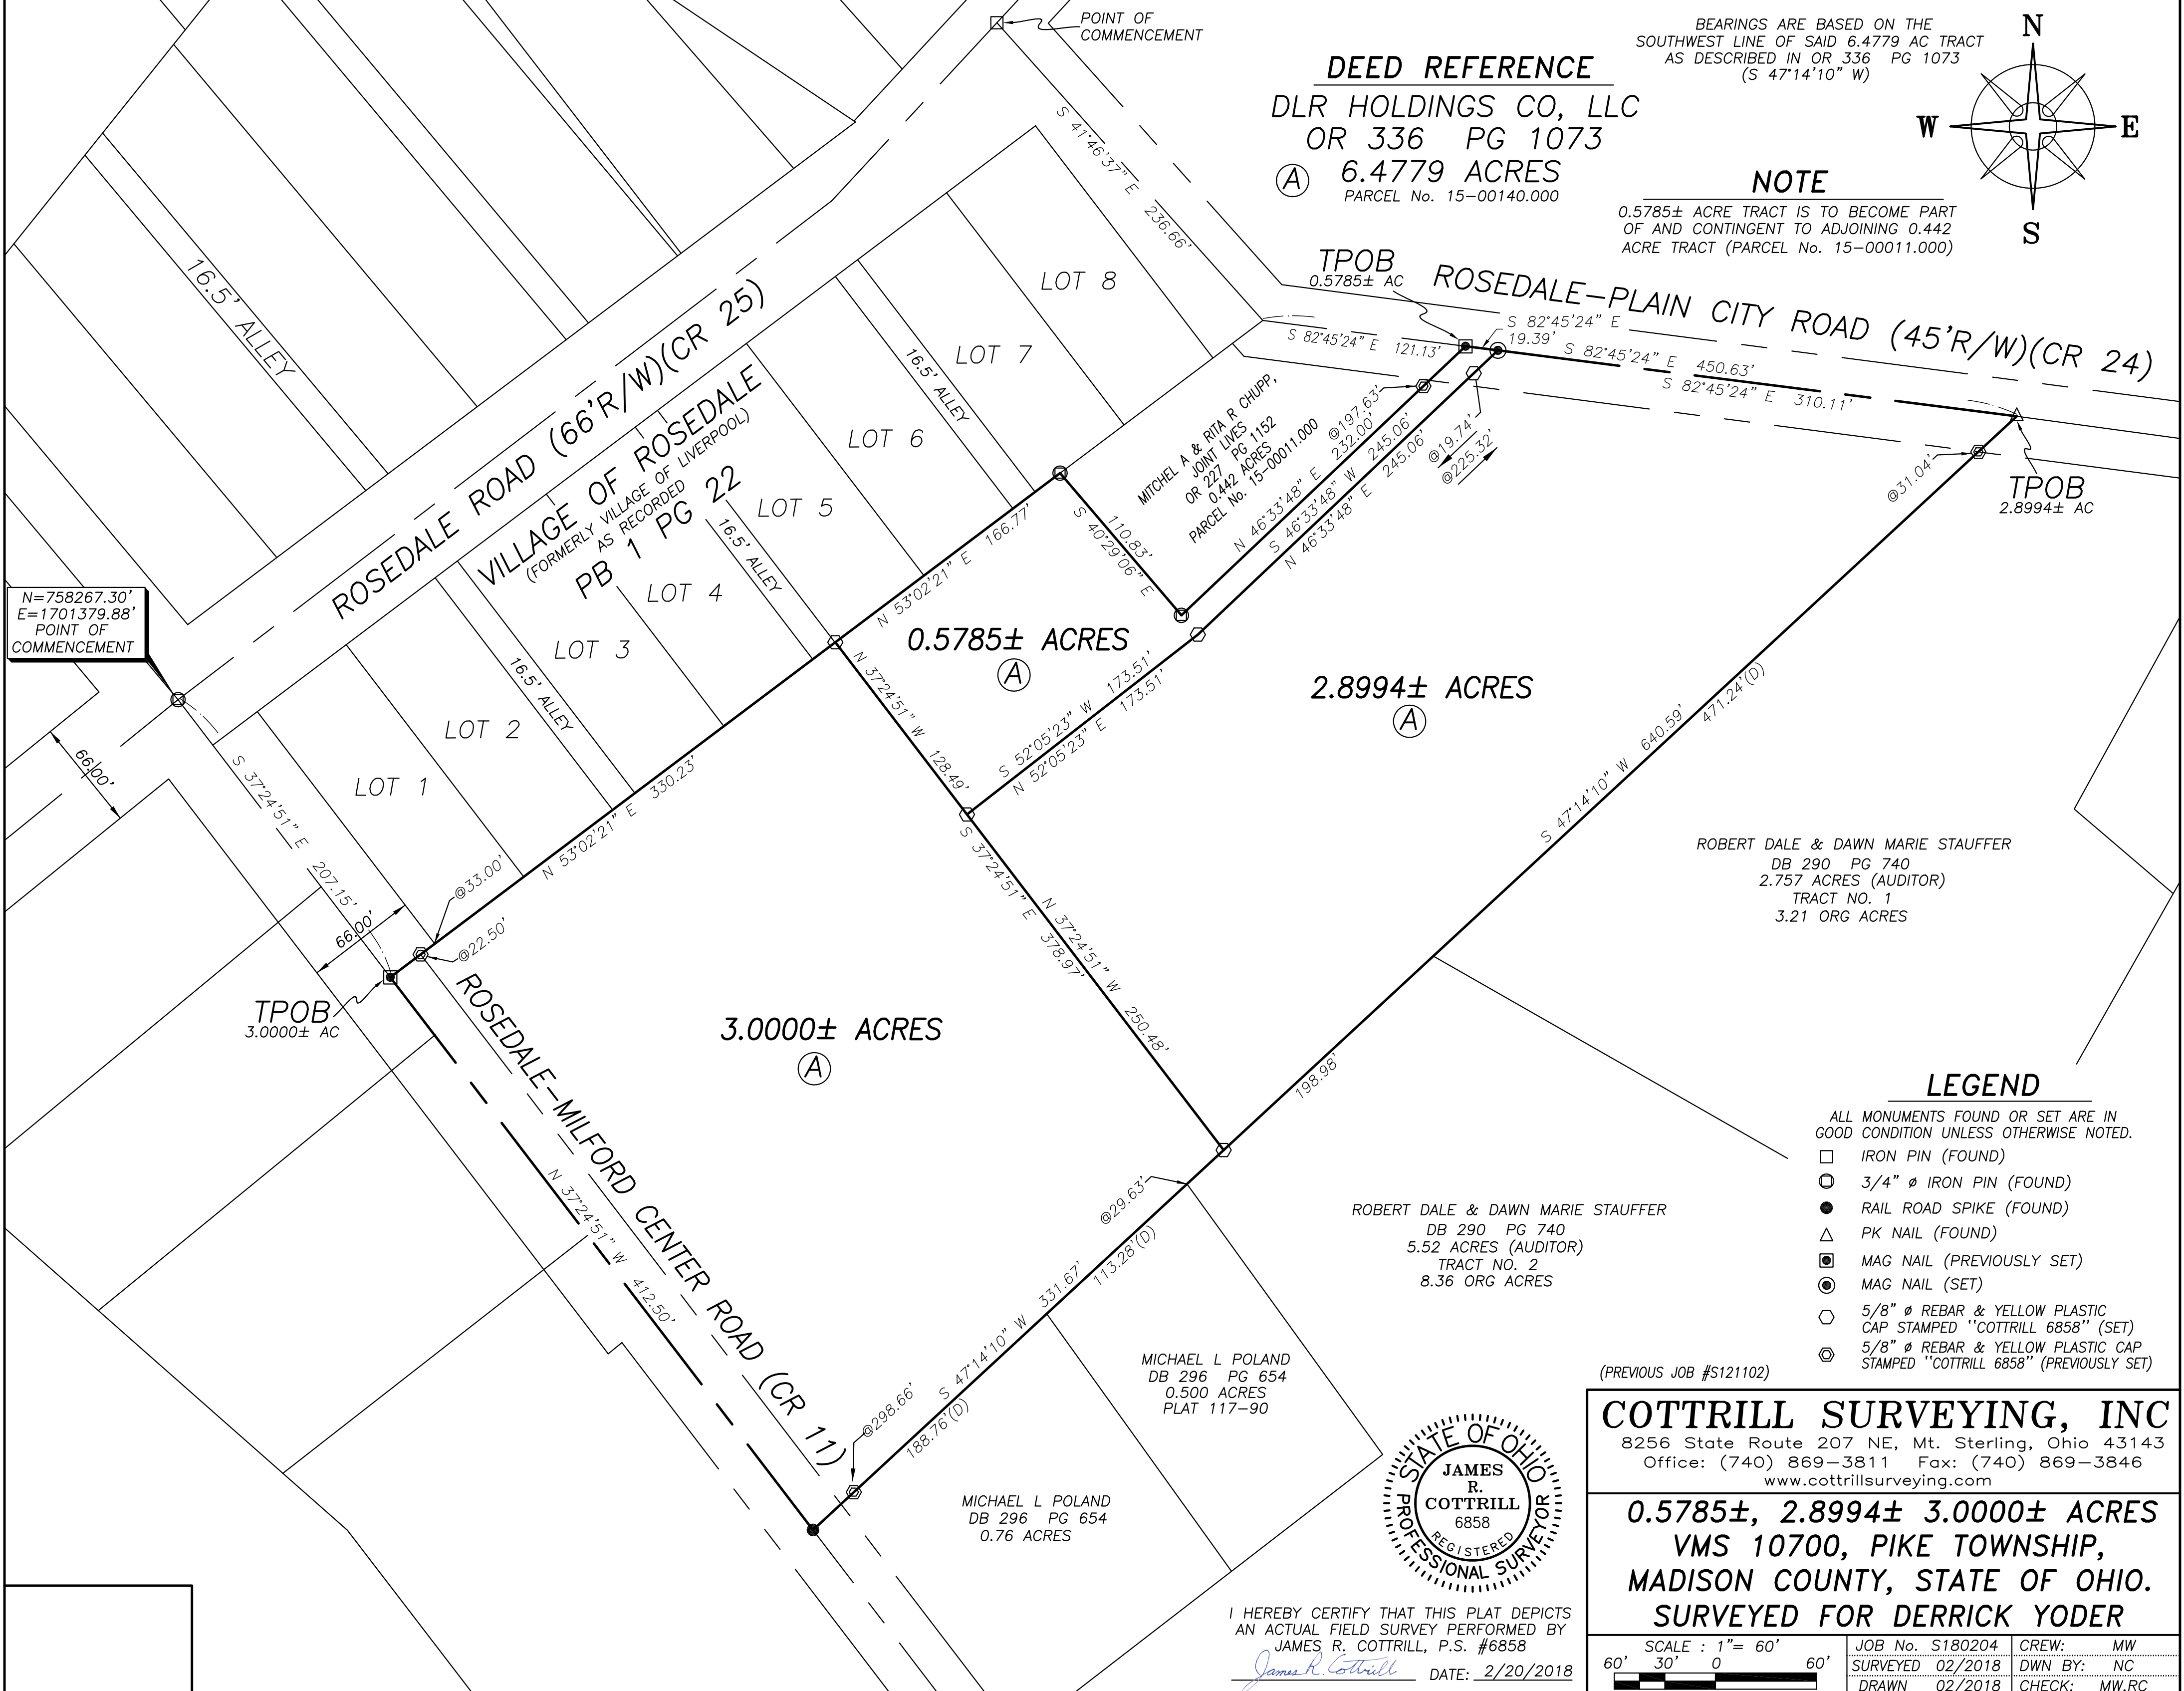 POINT OF
COMMENCEMENT
DEED REFERENCE
DLR HOLDINGS CO, LLC
OR 336 PG 1073
Ⓐ 6.4779 ACRES
PARCEL No. 15-00140.000
BEARINGS ARE BASED ON THE
SOUTHWEST LINE OF SAID 6.4779 AC TRACT
AS DESCRIBED IN OR 336 PG 1073
(S 47°14'10" W)
N
W
E
S
NOTE
0.5785± ACRE TRACT IS TO BECOME PART
OF AND CONTINGENT TO ADJOINING 0.442
ACRE TRACT (PARCEL No. 15-00011.000)
S 41°46'37" E 236.66'
16.5' ALLEY
ROSEDALE ROAD (66'R/W)(CR 25)
VILLAGE OF ROSEDALE
(FORMERLY VILLAGE OF LIVERPOOL)
AS RECORDED
PB 1 PG 22
LOT 8
LOT 7
16.5' ALLEY
LOT 6
LOT 5
16.5' ALLEY
LOT 4
LOT 3
16.5' ALLEY
LOT 2
LOT 1
TPOB
0.5785± AC
ROSEDALE-PLAIN CITY ROAD (45'R/W)(CR 24)
S 82°45'24" E 121.13'
S 82°45'24" E
19.39'
S 82°45'24" E 450.63'
S 82°45'24" E 310.11'
MITCHEL A & RITA R CHUPP,
JOINT LIVES
OR 227 PG 1152
0.442 ACRES
PARCEL No. 15-00011.000
@197.63'
N 46°33'48" E 232.00'
S 46°33'48" W 245.06'
N 46°33'48" E 245.06'
@19.74'
@225.32'
@31.04'
TPOB
2.8994± AC
N=758267.30'
E=1701379.88'
POINT OF
COMMENCEMENT
66.00'
S 37°24'51" E 207.15'
66.00'
@33.00'
@22.50'
N 53°02'21" E 330.23'
N 53°02'21" E 166.77'
110.83'
S 40°29'06" E
0.5785± ACRES
Ⓐ
N 37°24'51" W 128.49'
S 52°05'23" W 173.51'
N 52°05'23" E 173.51'
2.8994± ACRES
Ⓐ
S 47°14'10" W 640.59'
471.24'(D)
S 37°24'51" E 378.97'
N 37°24'51" W 250.48'
198.98'
TPOB
3.0000± AC
3.0000± ACRES
Ⓐ
ROSEDALE-MILFORD CENTER ROAD (CR 11)
N 37°24'51" W 412.50'
@29.63'
S 47°14'10" W 331.67'
113.28'(D)
@298.66'
188.76'(D)
ROBERT DALE & DAWN MARIE STAUFFER
DB 290 PG 740
2.757 ACRES (AUDITOR)
TRACT NO. 1
3.21 ORG ACRES
ROBERT DALE & DAWN MARIE STAUFFER
DB 290 PG 740
5.52 ACRES (AUDITOR)
TRACT NO. 2
8.36 ORG ACRES
MICHAEL L POLAND
DB 296 PG 654
0.500 ACRES
PLAT 117-90
MICHAEL L POLAND
DB 296 PG 654
0.76 ACRES
LEGEND
ALL MONUMENTS FOUND OR SET ARE IN
GOOD CONDITION UNLESS OTHERWISE NOTED.
IRON PIN (FOUND)
3/4" ø IRON PIN (FOUND)
RAIL ROAD SPIKE (FOUND)
PK NAIL (FOUND)
MAG NAIL (PREVIOUSLY SET)
MAG NAIL (SET)
5/8" ø REBAR & YELLOW PLASTIC
CAP STAMPED "COTTRILL 6858" (SET)
5/8" ø REBAR & YELLOW PLASTIC CAP
STAMPED "COTTRILL 6858" (PREVIOUSLY SET)
(PREVIOUS JOB #S121102)
STATE OF OHIO
JAMES
R.
COTTRILL
6858
REGISTERED
PROFESSIONAL SURVEYOR
I HEREBY CERTIFY THAT THIS PLAT DEPICTS
AN ACTUAL FIELD SURVEY PERFORMED BY
JAMES R. COTTRILL, P.S. #6858
James R. Cottrill DATE: 2/20/2018
COTTRILL SURVEYING, INC
8256 State Route 207 NE, Mt. Sterling, Ohio 43143
Office: (740) 869-3811 Fax: (740) 869-3846
www.cottrillsurveying.com
0.5785±, 2.8994± 3.0000± ACRES
VMS 10700, PIKE TOWNSHIP,
MADISON COUNTY, STATE OF OHIO.
SURVEYED FOR DERRICK YODER
SCALE : 1"= 60'
60' 30' 0 60'
JOB No. S180204 CREW: MW
SURVEYED 02/2018 DWN BY: NC
DRAWN 02/2018 CHECK: MW,RC